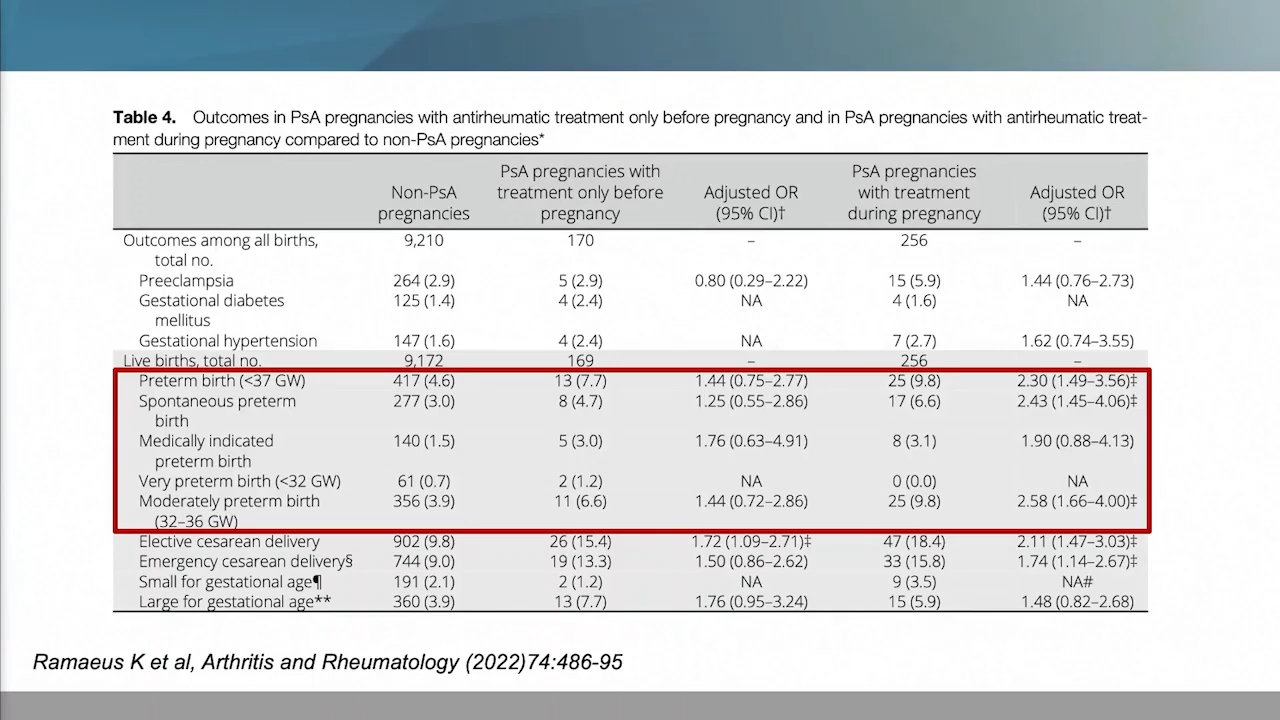 Table 4. Outcomes in PsA pregnancies with antirheumatic treatment only before pregnancy and in PsA pregnancies with antirheumatic treat-
ment during pregnancy compared to non-PsA pregnancies*
Non-PsA pregnancies
PsA pregnancies with treatment only before pregnancy
Adjusted OR (95% CI)†
PsA pregnancies with treatment during pregnancy
Adjusted OR (95% CI)†
Outcomes among all births, 9,210 170 – 256 –
total no.
Preeclampsia 264 (2.9) 5 (2.9) 0.80 (0.29–2.22) 15 (5.9) 1.44 (0.76–2.73)
Gestational diabetes 125 (1.4) 4 (2.4) NA 4 (1.6) NA
mellitus
Gestational hypertension 147 (1.6) 4 (2.4) NA 7 (2.7) 1.62 (0.74–3.55)
Live births, total no. 9,172 169 – 256 –
Preterm birth (<37 GW) 417 (4.6) 13 (7.7) 1.44 (0.75–2.77) 25 (9.8) 2.30 (1.49–3.56)‡
Spontaneous preterm 277 (3.0) 8 (4.7) 1.25 (0.55–2.86) 17 (6.6) 2.43 (1.45–4.06)‡
birth
Medically indicated 140 (1.5) 5 (3.0) 1.76 (0.63–4.91) 8 (3.1) 1.90 (0.88–4.13)
preterm birth
Very preterm birth (<32 GW) 61 (0.7) 2 (1.2) NA 0 (0.0) NA
Moderately preterm birth 356 (3.9) 11 (6.6) 1.44 (0.72–2.86) 25 (9.8) 2.58 (1.66–4.00)‡
(32–36 GW)
Elective cesarean delivery 902 (9.8) 26 (15.4) 1.72 (1.09–2.71)‡ 47 (18.4) 2.11 (1.47–3.03)‡
Emergency cesarean delivery§ 744 (9.0) 19 (13.3) 1.50 (0.86–2.62) 33 (15.8) 1.74 (1.14–2.67)‡
Small for gestational age¶ 191 (2.1) 2 (1.2) NA 9 (3.5) NA#
Large for gestational age** 360 (3.9) 13 (7.7) 1.76 (0.95–3.24) 15 (5.9) 1.48 (0.82–2.68)
Ramaeus K et al, Arthritis and Rheumatology (2022)74:486-95